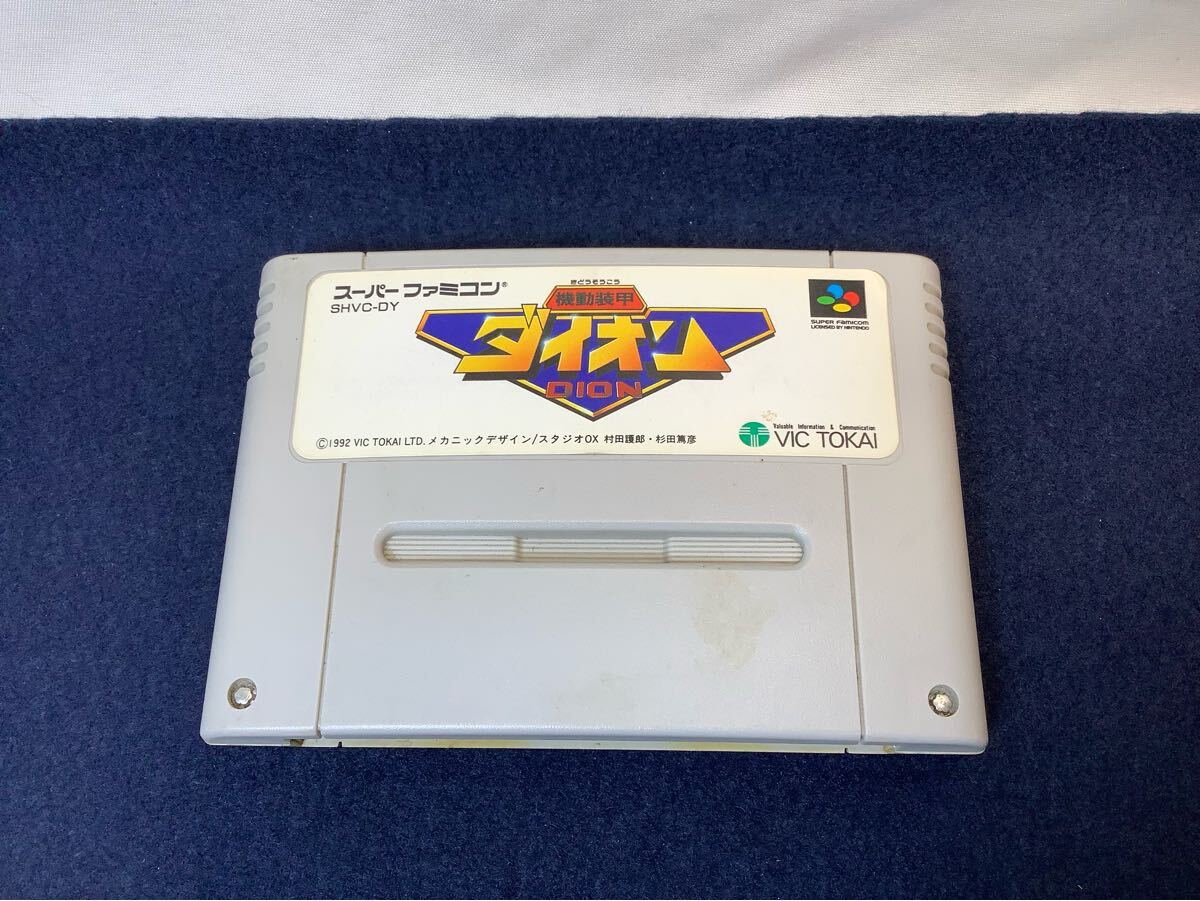 スーパーファミコン®
SHVC-DY
きどうそうこう
機動装甲
ダイオン
DION
SUPER FAMICOM
LICENSED BY NINTENDO
©1992 VIC TOKAI LTD. メカニックデザイン/スタジオOX 村田護郎・杉田篤彦
Valuable Information & Communication
VIC TOKAI